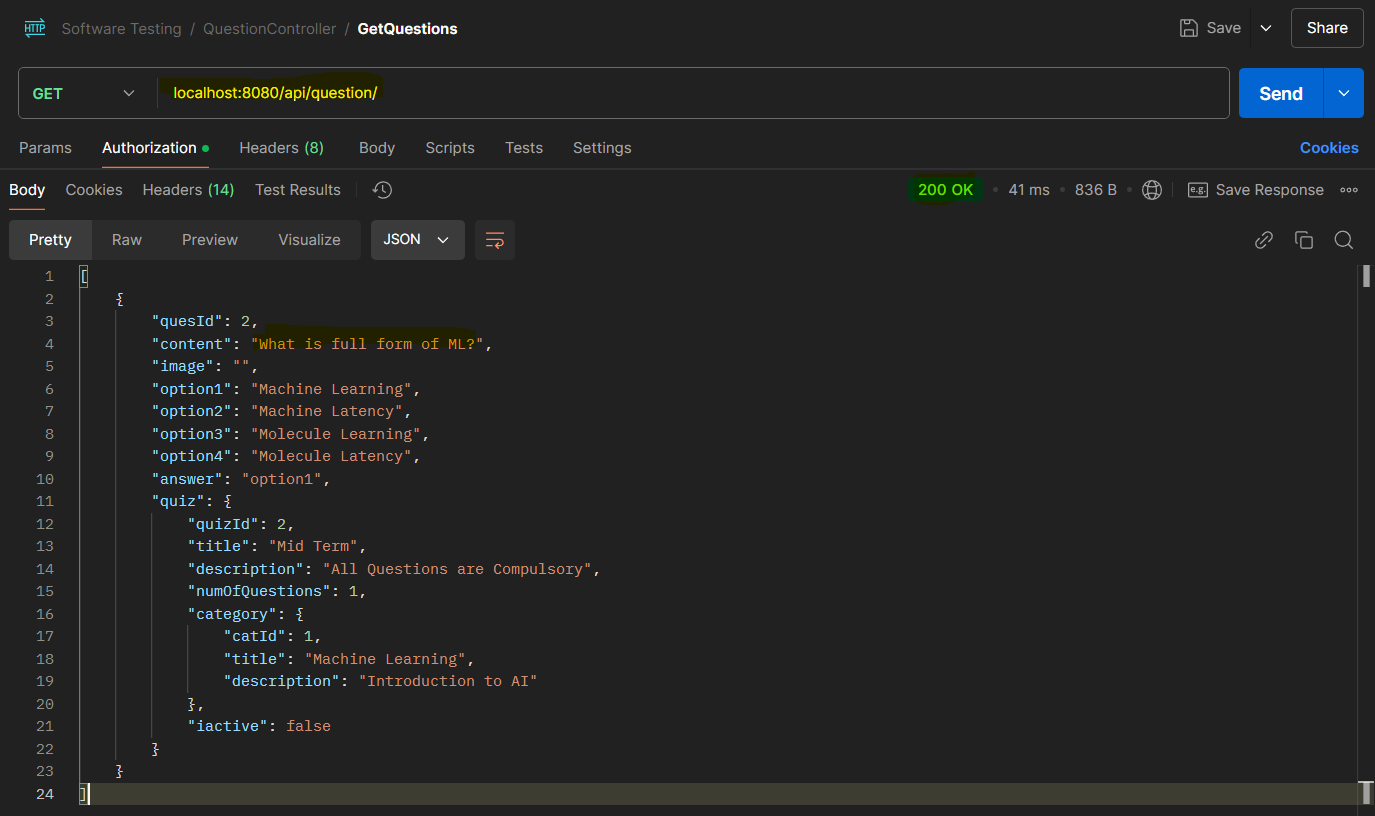 HTTP Software Testing / QuestionController / GetQuestions Save Share
GET localhost:8080/api/question/ Send
Params Authorization Headers (8) Body Scripts Tests Settings Cookies
Body Cookies Headers (14) Test Results 200 OK • 41 ms • 836 B • e.g. Save Response
Pretty Raw Preview Visualize JSON
1 [
2 {
3 "quesId": 2,
4 "content": "What is full form of ML?",
5 "image": "",
6 "option1": "Machine Learning",
7 "option2": "Machine Latency",
8 "option3": "Molecule Learning",
9 "option4": "Molecule Latency",
10 "answer": "option1",
11 "quiz": {
12 "quizId": 2,
13 "title": "Mid Term",
14 "description": "All Questions are Compulsory",
15 "numOfQuestions": 1,
16 "category": {
17 "catId": 1,
18 "title": "Machine Learning",
19 "description": "Introduction to AI"
20 },
21 "iactive": false
22 }
23 }
24 ]